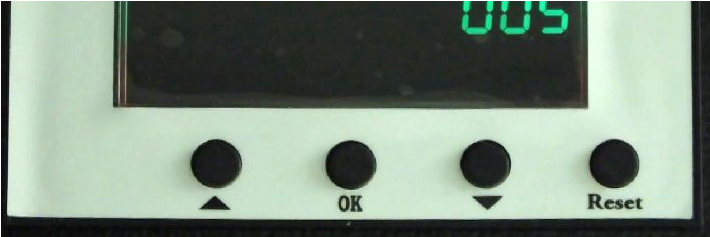 005
▲ OK ▼ Reset